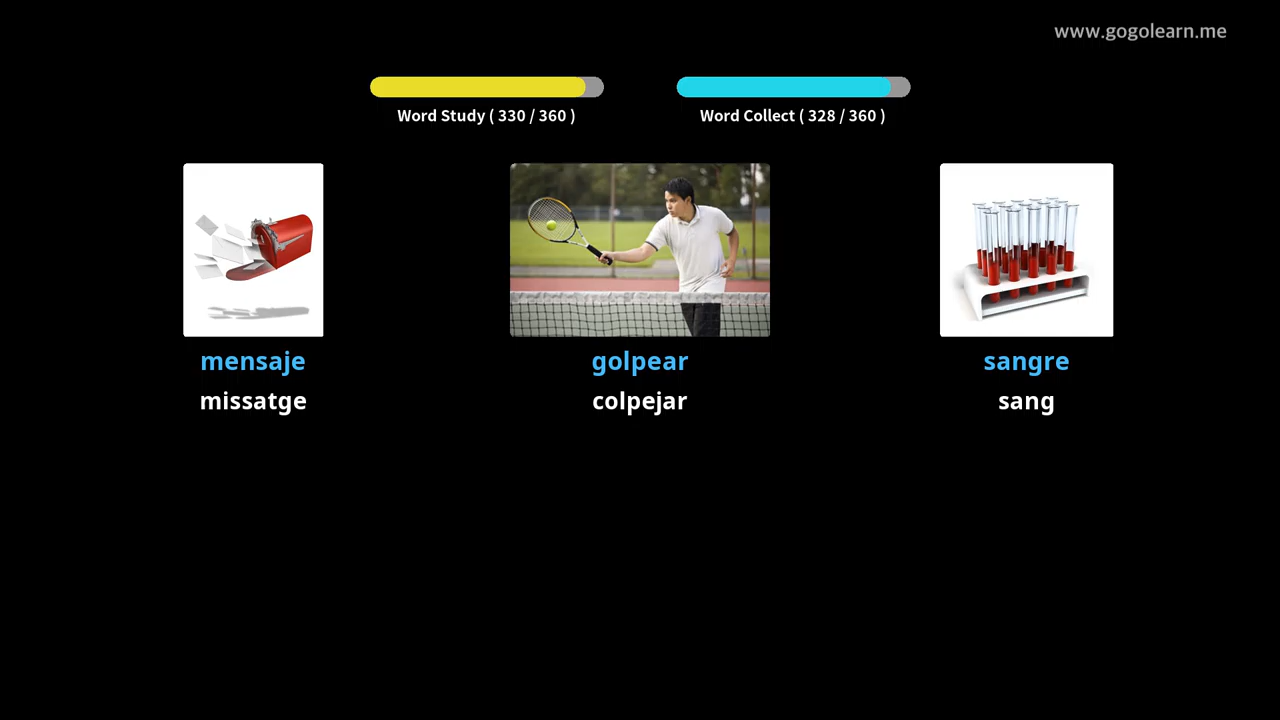 www.gogolearn.me
Word Study ( 330 / 360 )
Word Collect ( 328 / 360 )
mensaje
golpear
sangre
missatge
colpejar
sang